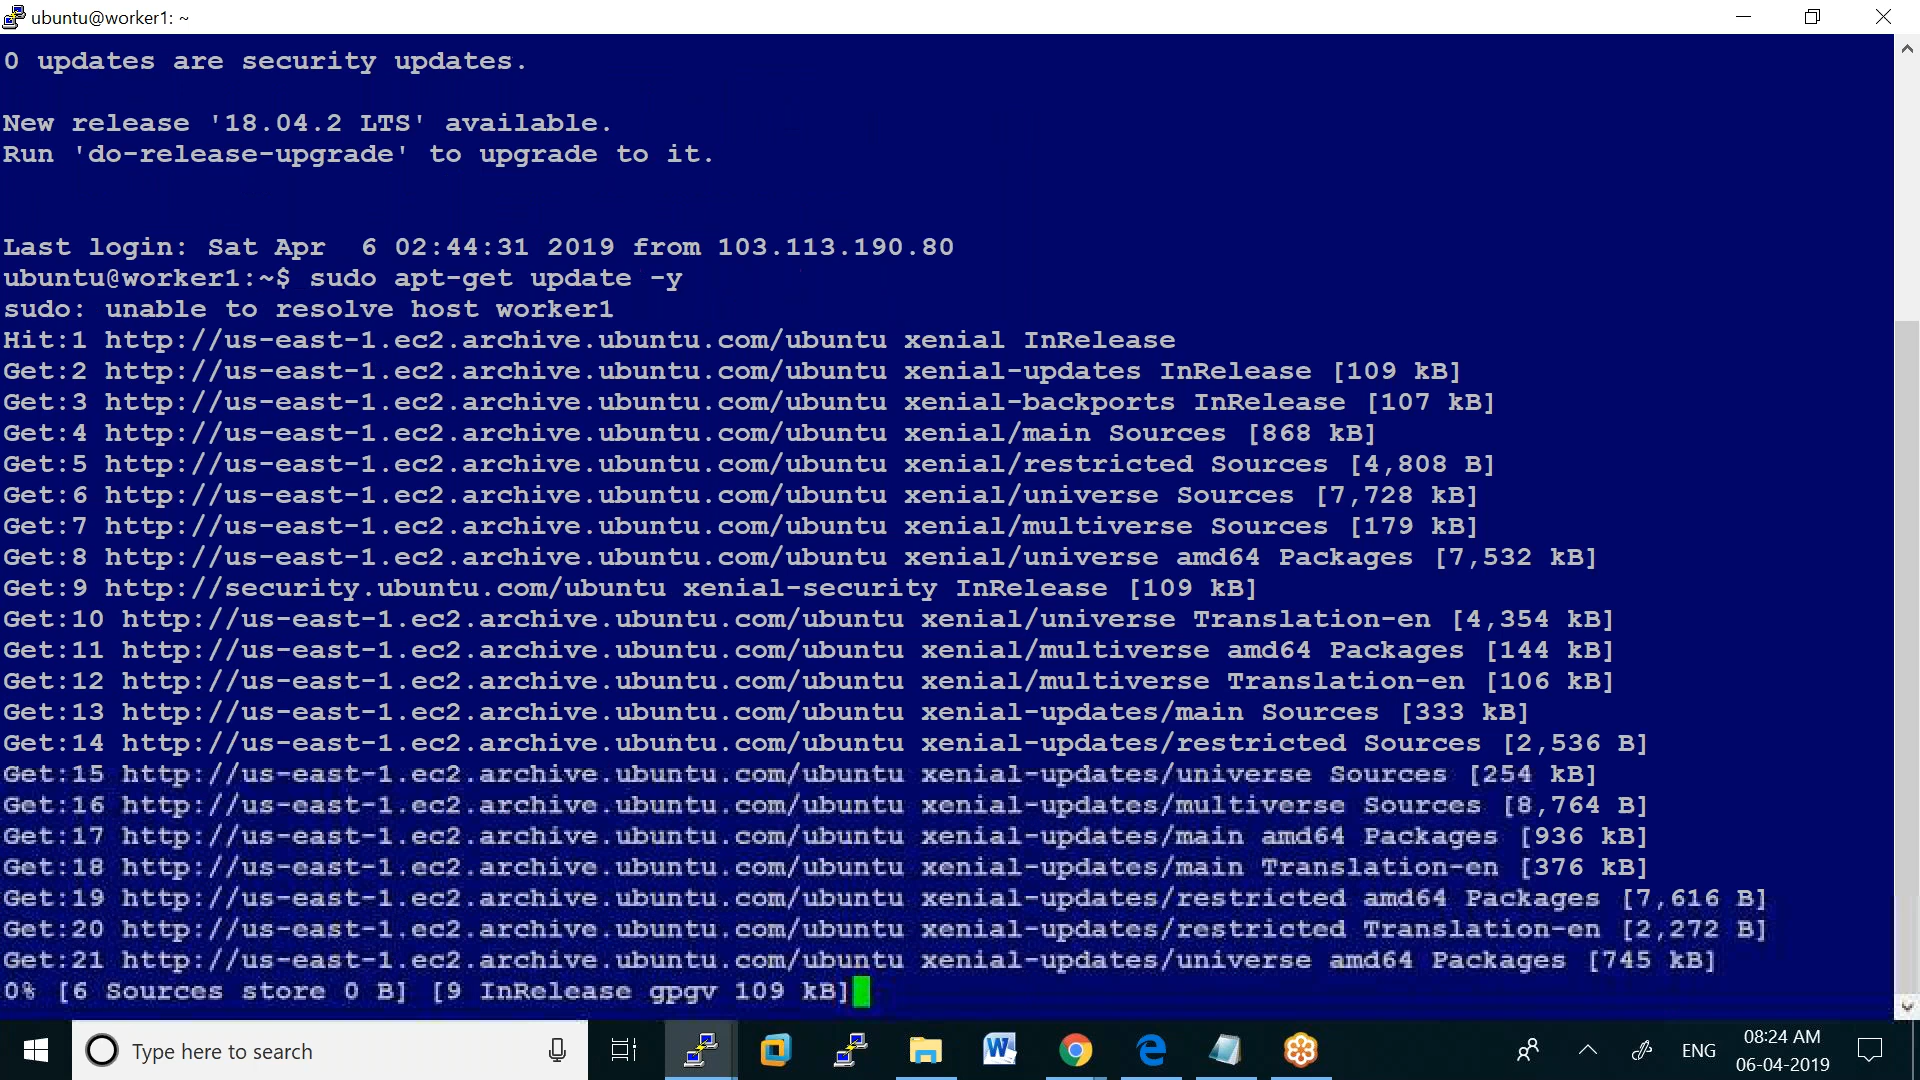 ubuntu@worker1: ~
0 updates are security updates.
New release '18.04.2 LTS' available.
Run 'do-release-upgrade' to upgrade to it.
Last login: Sat Apr  6 02:44:31 2019 from 103.113.190.80
ubuntu@worker1:~$ sudo apt-get update -y
sudo: unable to resolve host worker1
Hit:1 http://us-east-1.ec2.archive.ubuntu.com/ubuntu xenial InRelease
Get:2 http://us-east-1.ec2.archive.ubuntu.com/ubuntu xenial-updates InRelease [109 kB]
Get:3 http://us-east-1.ec2.archive.ubuntu.com/ubuntu xenial-backports InRelease [107 kB]
Get:4 http://us-east-1.ec2.archive.ubuntu.com/ubuntu xenial/main Sources [868 kB]
Get:5 http://us-east-1.ec2.archive.ubuntu.com/ubuntu xenial/restricted Sources [4,808 B]
Get:6 http://us-east-1.ec2.archive.ubuntu.com/ubuntu xenial/universe Sources [7,728 kB]
Get:7 http://us-east-1.ec2.archive.ubuntu.com/ubuntu xenial/multiverse Sources [179 kB]
Get:8 http://us-east-1.ec2.archive.ubuntu.com/ubuntu xenial/universe amd64 Packages [7,532 kB]
Get:9 http://security.ubuntu.com/ubuntu xenial-security InRelease [109 kB]
Get:10 http://us-east-1.ec2.archive.ubuntu.com/ubuntu xenial/universe Translation-en [4,354 kB]
Get:11 http://us-east-1.ec2.archive.ubuntu.com/ubuntu xenial/multiverse amd64 Packages [144 kB]
Get:12 http://us-east-1.ec2.archive.ubuntu.com/ubuntu xenial/multiverse Translation-en [106 kB]
Get:13 http://us-east-1.ec2.archive.ubuntu.com/ubuntu xenial-updates/main Sources [333 kB]
Get:14 http://us-east-1.ec2.archive.ubuntu.com/ubuntu xenial-updates/restricted Sources [2,536 B]
Get:15 http://us-east-1.ec2.archive.ubuntu.com/ubuntu xenial-updates/universe Sources [254 kB]
Get:16 http://us-east-1.ec2.archive.ubuntu.com/ubuntu xenial-updates/multiverse Sources [8,764 B]
Get:17 http://us-east-1.ec2.archive.ubuntu.com/ubuntu xenial-updates/main amd64 Packages [936 kB]
Get:18 http://us-east-1.ec2.archive.ubuntu.com/ubuntu xenial-updates/main Translation-en [376 kB]
Get:19 http://us-east-1.ec2.archive.ubuntu.com/ubuntu xenial-updates/restricted amd64 Packages [7,616 B]
Get:20 http://us-east-1.ec2.archive.ubuntu.com/ubuntu xenial-updates/restricted Translation-en [2,272 B]
Get:21 http://us-east-1.ec2.archive.ubuntu.com/ubuntu xenial-updates/universe amd64 Packages [745 kB]
0% [6 Sources store 0 B] [9 InRelease gpgv 109 kB]
Type here to search
ENG
08:24 AM
06-04-2019